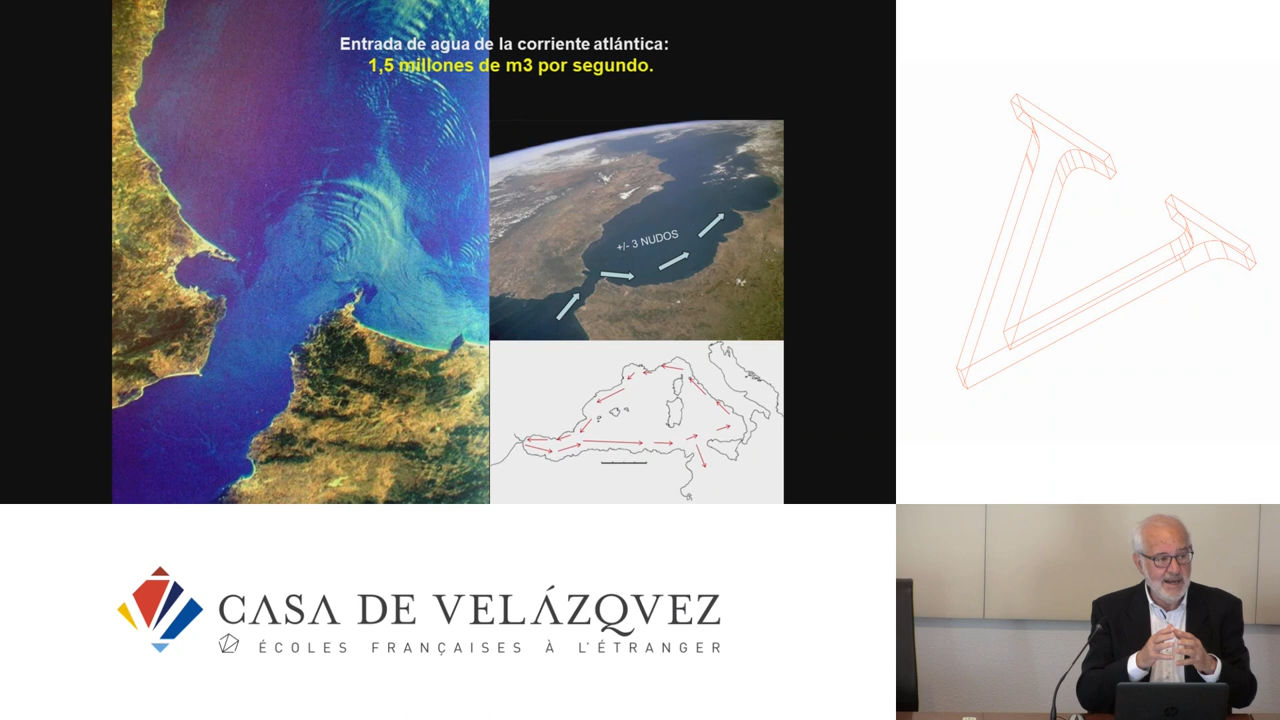 Entrada de agua de la corriente atlántica:
1,5 millones de m3 por segundo.
+/- 3 NUDOS
CASA DE VELÁZQVEZ
ÉCOLES FRANÇAISES À L'ÉTRANGER
hp